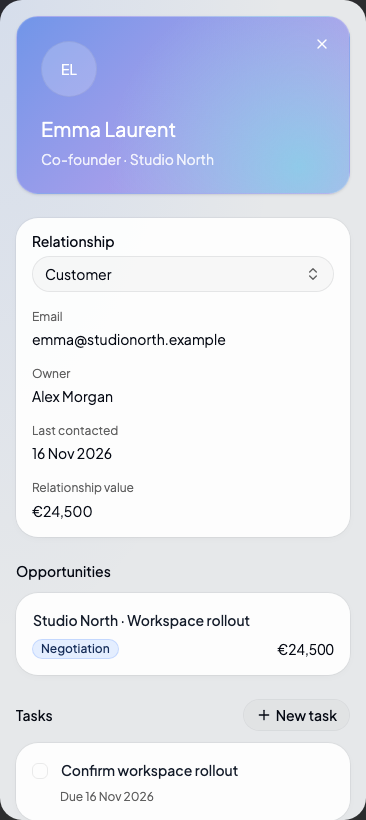 EL
Emma Laurent
Co-founder · Studio North
Relationship
Customer
Email
emma@studionorth.example
Owner
Alex Morgan
Last contacted
16 Nov 2026
Relationship value
€24,500
Opportunities
Studio North · Workspace rollout
Negotiation €24,500
Tasks + New task
Confirm workspace rollout
Due 16 Nov 2026